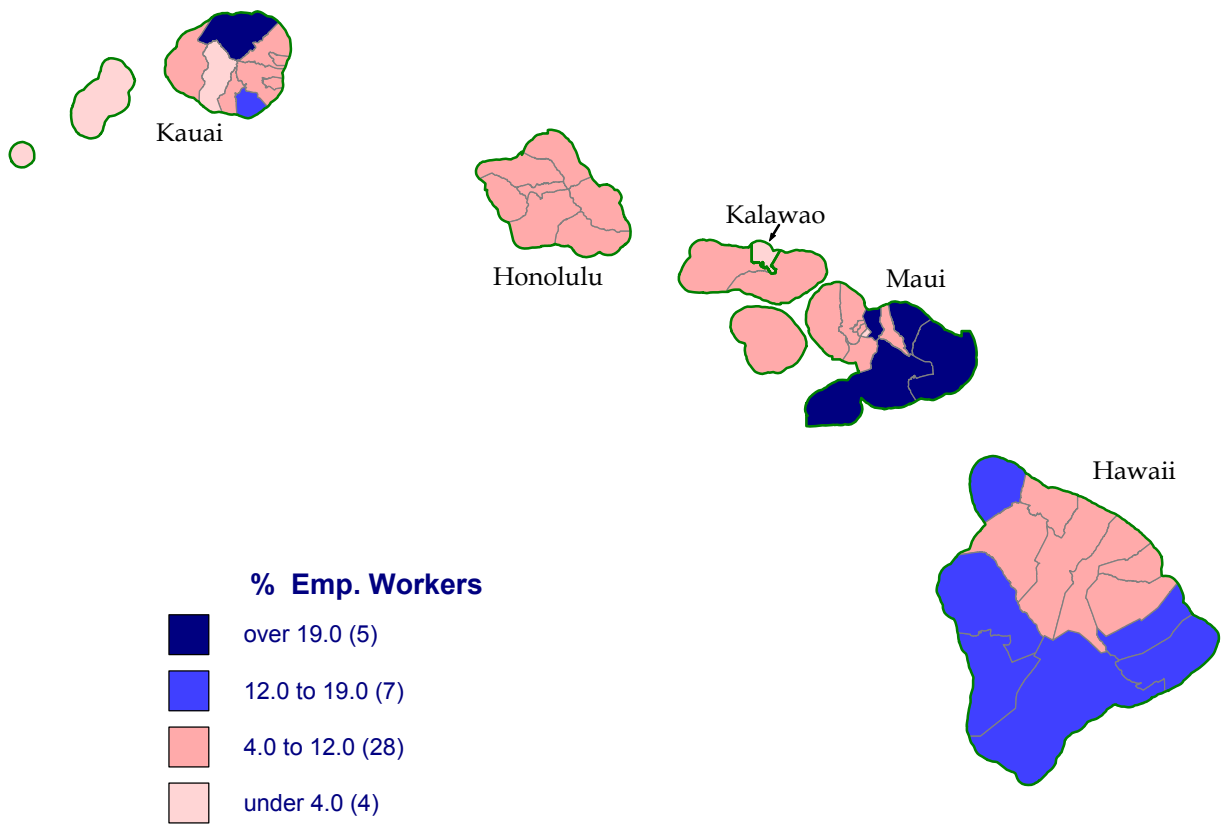 Kauai
Kalawao
Honolulu
Maui
Hawaii
% Emp. Workers
over 19.0 (5)
12.0 to 19.0 (7)
4.0 to 12.0 (28)
under 4.0 (4)